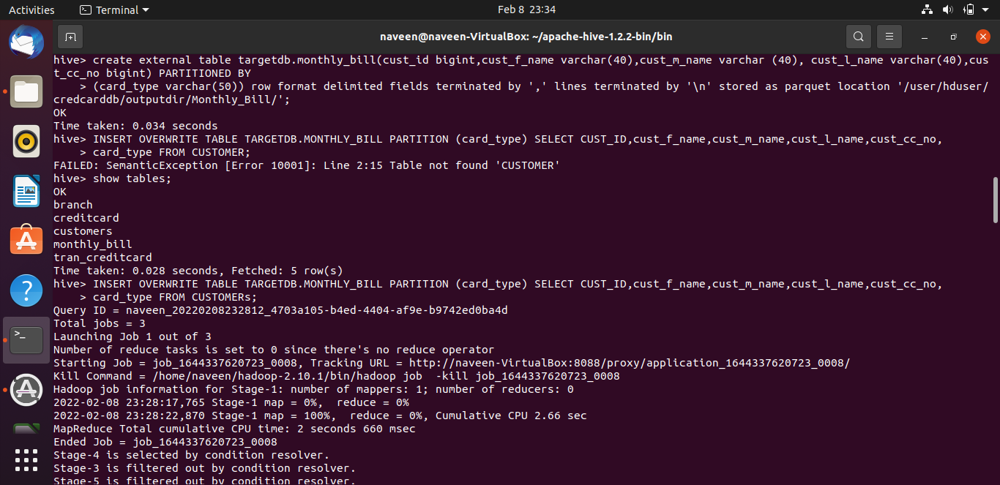 Activities
Terminal
Feb 8 23:34
naveen@naveen-VirtualBox: ~/apache-hive-1.2.2-bin/bin
hive> create external table targetdb.monthly_bill(cust_id bigint,cust_f_name varchar(40),cust_m_name varchar (40), cust_l_name varchar(40),cus
t_cc_no bigint) PARTITIONED BY
    > (card_type varchar(50)) row format delimited fields terminated by ',' lines terminated by '\n' stored as parquet location '/user/hduser/
credcarddb/outputdir/Monthly_Bill/';
OK
Time taken: 0.034 seconds
hive> INSERT OVERWRITE TABLE TARGETDB.MONTHLY_BILL PARTITION (card_type) SELECT CUST_ID,cust_f_name,cust_m_name,cust_l_name,cust_cc_no,
    > card_type FROM CUSTOMER;
FAILED: SemanticException [Error 10001]: Line 2:15 Table not found 'CUSTOMER'
hive> show tables;
OK
branch
creditcard
customers
monthly_bill
tran_creditcard
Time taken: 0.028 seconds, Fetched: 5 row(s)
hive> INSERT OVERWRITE TABLE TARGETDB.MONTHLY_BILL PARTITION (card_type) SELECT CUST_ID,cust_f_name,cust_m_name,cust_l_name,cust_cc_no,
    > card_type FROM CUSTOMERs;
Query ID = naveen_20220208232812_4703a105-b4ed-4404-af9e-b9742ed0ba4d
Total jobs = 3
Launching Job 1 out of 3
Number of reduce tasks is set to 0 since there's no reduce operator
Starting Job = job_1644337620723_0008, Tracking URL = http://naveen-VirtualBox:8088/proxy/application_1644337620723_0008/
Kill Command = /home/naveen/hadoop-2.10.1/bin/hadoop job  -kill job_1644337620723_0008
Hadoop job information for Stage-1: number of mappers: 1; number of reducers: 0
2022-02-08 23:28:17,765 Stage-1 map = 0%,  reduce = 0%
2022-02-08 23:28:22,870 Stage-1 map = 100%,  reduce = 0%, Cumulative CPU 2.66 sec
MapReduce Total cumulative CPU time: 2 seconds 660 msec
Ended Job = job_1644337620723_0008
Stage-4 is selected by condition resolver.
Stage-3 is filtered out by condition resolver.
Stage-5 is filtered out by condition resolver.